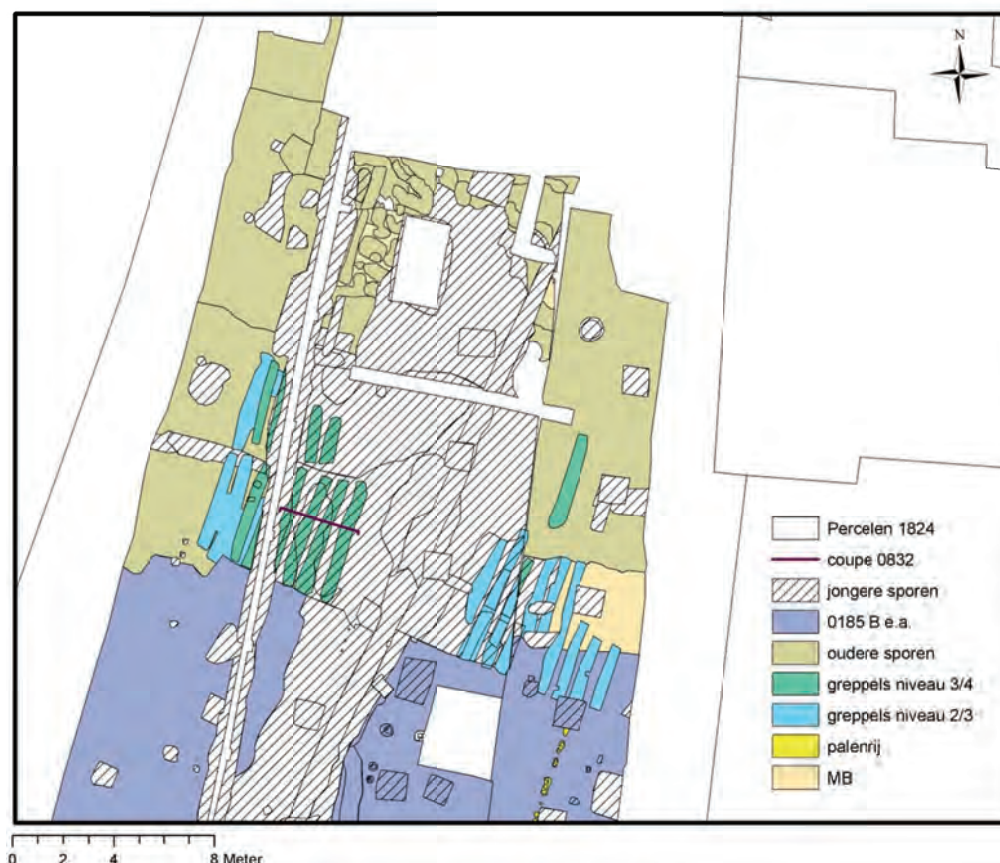 N
Percelen 1824
coupe 0832
jongere sporen
0185 B e.a.
oudere sporen
greppels niveau 3/4
greppels niveau 2/3
palenrij
MB
0 2 4 8 Meter